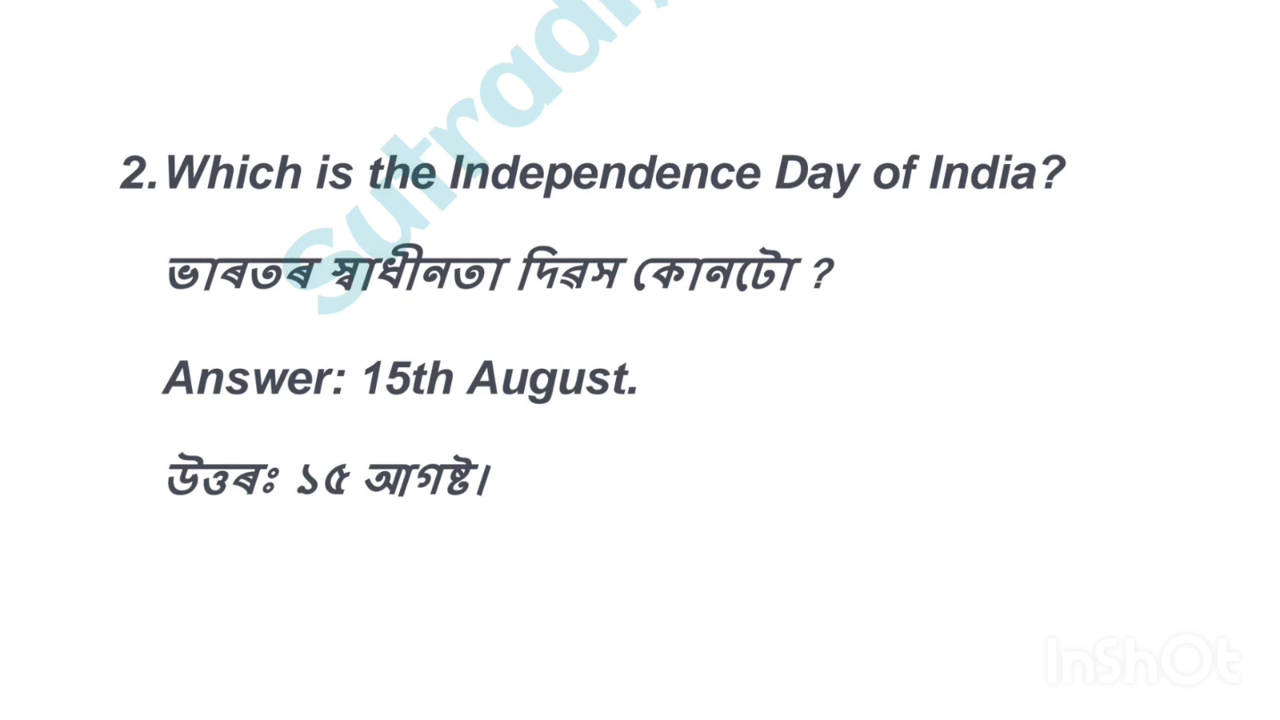 2. Which is the Independence Day of India?
ভাৰতৰ স্বাধীনতা দিৱস কোনটো ?
Answer: 15th August.
উত্তৰঃ ১৫ আগষ্ট।
InShOt